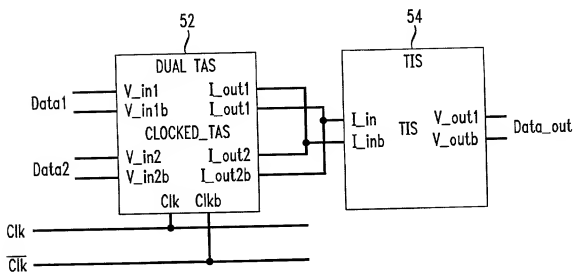 52
54
DUAL TAS
TIS
V_in1 I_out1
Data1
V_in1b I_out1
CLOCKED_TAS
I_in
TIS
V_out1
Data_out
I_inb
V_outb
V_in2 I_out2
Data2
V_in2b I_out2b
Clk Clkb
Clk
Clk